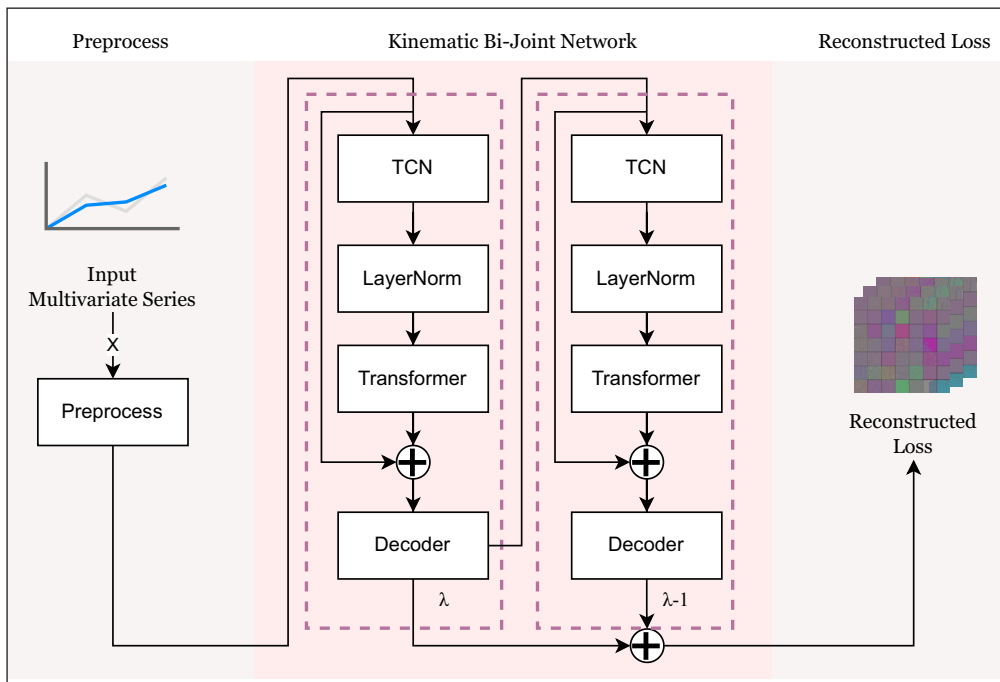 Preprocess
Kinematic Bi-Joint Network
Reconstructed Loss
Input
Multivariate Series
X
Preprocess
TCN
LayerNorm
Transformer
Decoder
λ
TCN
LayerNorm
Transformer
Decoder
λ-1
Reconstructed
Loss